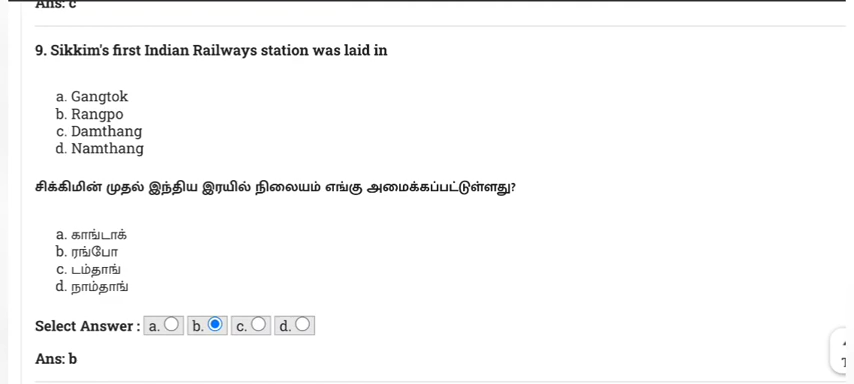 Ans: c
9. Sikkim's first Indian Railways station was laid in
a. Gangtok
b. Rangpo
c. Damthang
d. Namthang
சிக்கிமின் முதல் இந்திய இரயில் நிலையம் எங்கு அமைக்கப்பட்டுள்ளது?
a. காங்டாக்
b. ரங்போ
c. டம்தாங்
d. நாம்தாங்
Select Answer : a. b. c. d.
Ans: b